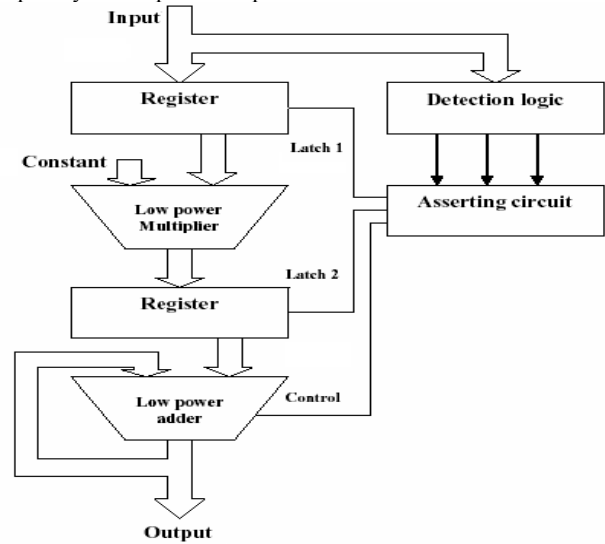 Input
Register
Detection logic
Latch 1
Constant
Low power
Multiplier
Asserting circuit
Latch 2
Register
Low power
adder
Control
Output